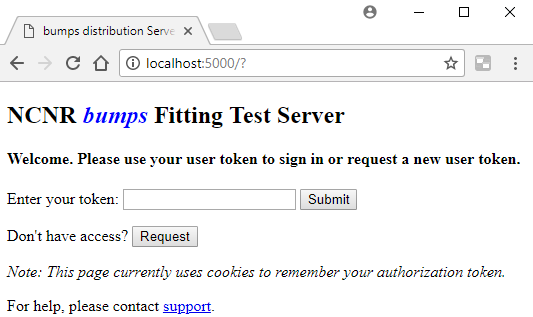 bumps distribution Serve
localhost:5000/?
NCNR bumps Fitting Test Server
Welcome. Please use your user token to sign in or request a new user token.
Enter your token: Submit
Don't have access? Request
Note: This page currently uses cookies to remember your authorization token.
For help, please contact support.